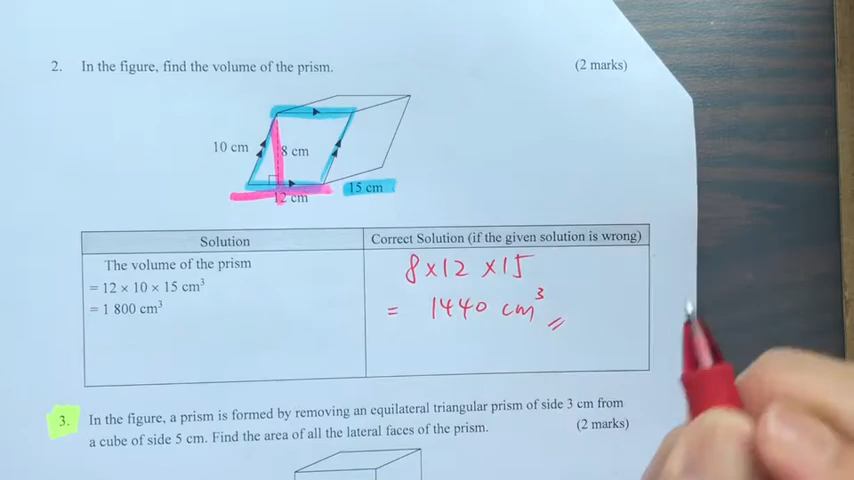 2. In the figure, find the volume of the prism. (2 marks)
10 cm
8 cm
12 cm
15 cm
Solution
Correct Solution (if the given solution is wrong)
The volume of the prism
= 12 × 10 × 15 cm³
= 1 800 cm³
8 × 12 × 15
= 1440 cm³
3. In the figure, a prism is formed by removing an equilateral triangular prism of side 3 cm from
a cube of side 5 cm. Find the area of all the lateral faces of the prism. (2 marks)